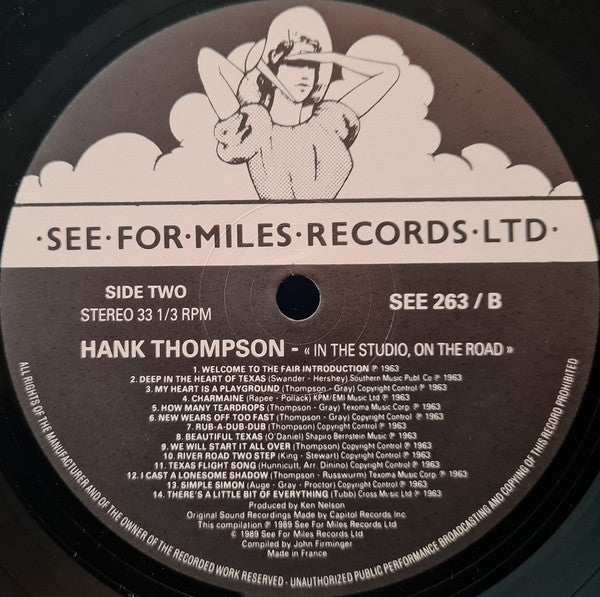 ·SEE·FOR·MILES·RECORDS·LTD·
SIDE TWO
STEREO 33 1/3 RPM
SEE 263 / B
HANK THOMPSON - « IN THE STUDIO, ON THE ROAD »
1. WELCOME TO THE FAIR INTRODUCTION ℗ 1963
2. DEEP IN THE HEART OF TEXAS (Swander - Hershey) Southern Music Publ Co ℗ 1963
3. MY HEART IS A PLAYGROUND (Thompson - Gray) Copyright Control ℗ 1963
4. CHARMAINE (Rapee - Pollack) KPM/EMI Music Ltd ℗ 1963
5. HOW MANY TEARDROPS (Thompson - Gray) Texoma Music Corp ℗ 1963
6. NEW WEARS OFF TOO FAST (Thompson - Gray) Copyright Control ℗ 1963
7. RUB-A-DUB-DUB (Thompson) Copyright Control ℗ 1963
8. BEAUTIFUL TEXAS (O'Daniel) Shapiro Bernstein Music ℗ 1963
9. WE WILL START IT ALL OVER (Thompson) Copyright Control ℗ 1963
10. RIVER ROAD TWO STEP (King - Stewart) Copyright Control ℗ 1963
11. TEXAS FLIGHT SONG (Hunnicutt, Arr. Dinino) Copyright Control ℗ 1963
12. I CAST A LONESOME SHADOW (Thompson - Russwurm) Texoma Music Corp ℗ 1963
13. SIMPLE SIMON (Auge - Gray - Proctor) Copyright Control ℗ 1963
14. THERE'S A LITTLE BIT OF EVERYTHING (Tubb) Cross Music Ltd ℗ 1963
Produced by Ken Nelson
Original Sound Recordings Made by Capitol Records Inc
This compilation ℗ 1989 See For Miles Records Ltd
© 1989 See For Miles Records Ltd
Compiled by John Firminger
Made in France
ALL RIGHTS OF THE MANUFACTURER AND OF THE OWNER OF THE RECORDED WORK RESERVED - UNAUTHORIZED PUBLIC PERFORMANCE BROADCASTING AND COPYING OF THIS RECORD PROHIBITED